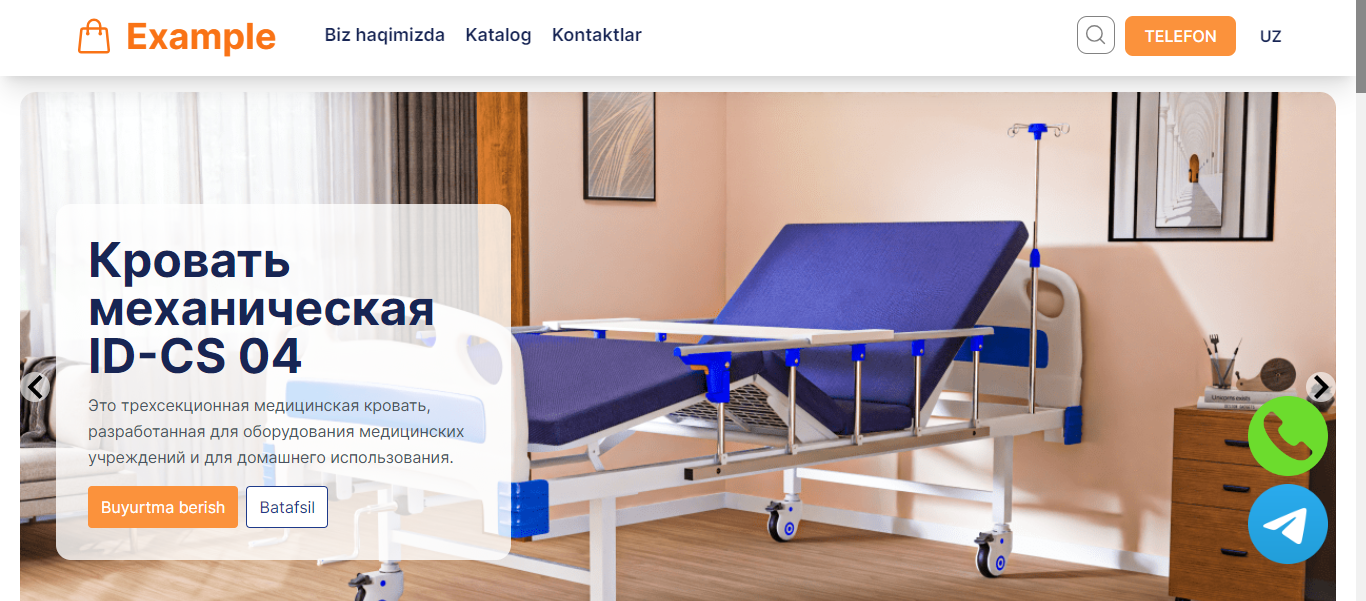 Example
Biz haqimizda Katalog Kontaktlar
TELEFON UZ
Кровать
механическая
ID-CS 04
Это трехсекционная медицинская кровать,
разработанная для оборудования медицинских
учреждений и для домашнего использования.
Buyurtma berish Batafsil